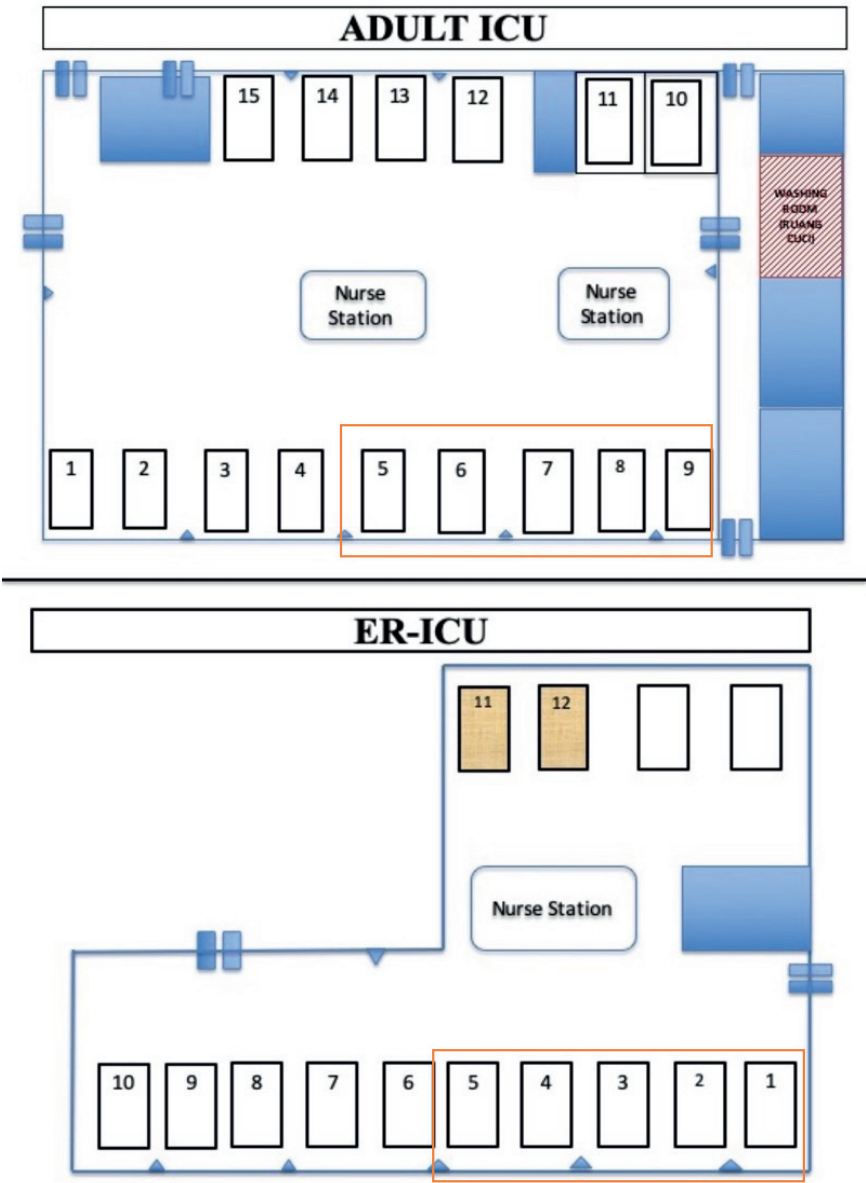 ADULT ICU
15
14
13
12
11
10
WASHING
ROOM
(RUANG
CUCI)
Nurse
Station
Nurse
Station
1
2
3
4
5
6
7
8
9
ER-ICU
11
12
Nurse Station
10
9
8
7
6
5
4
3
2
1